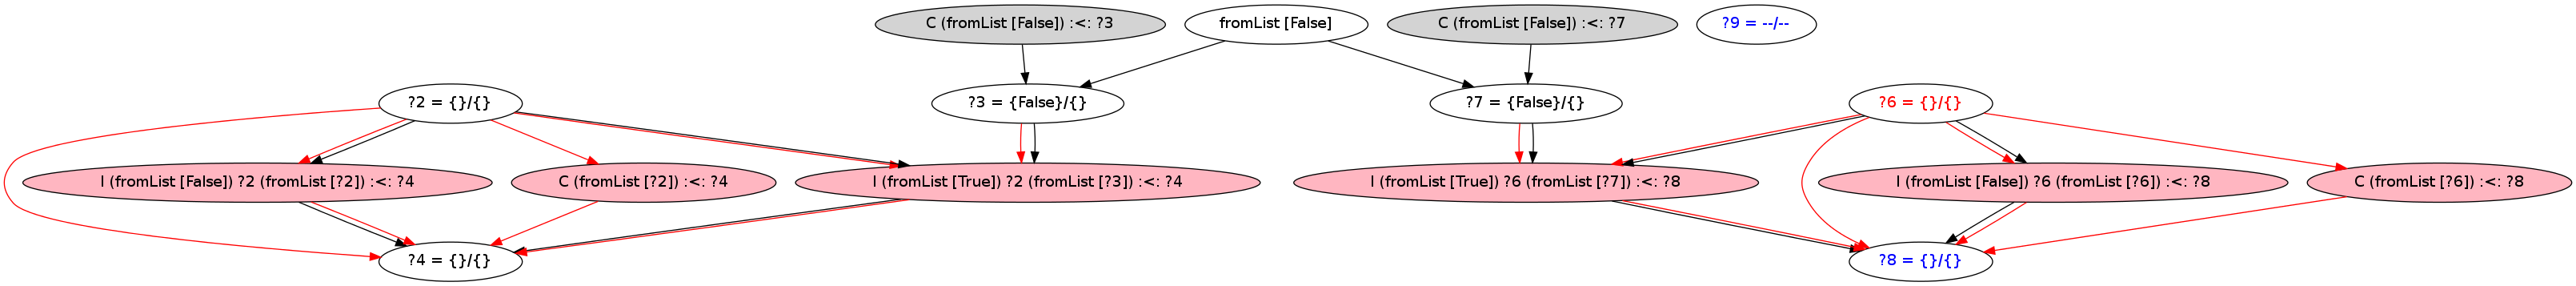 C (fromList [False]) :<: ?3
fromList [False]
C (fromList [False]) :<: ?7
?9 = --/--
?2 = {}/{}
?3 = {False}/{}
?7 = {False}/{}
?6 = {}/{}
I (fromList [False]) ?2 (fromList [?2]) :<: ?4
C (fromList [?2]) :<: ?4
I (fromList [True]) ?2 (fromList [?3]) :<: ?4
I (fromList [True]) ?6 (fromList [?7]) :<: ?8
I (fromList [False]) ?6 (fromList [?6]) :<: ?8
C (fromList [?6]) :<: ?8
?4 = {}/{}
?8 = {}/{}